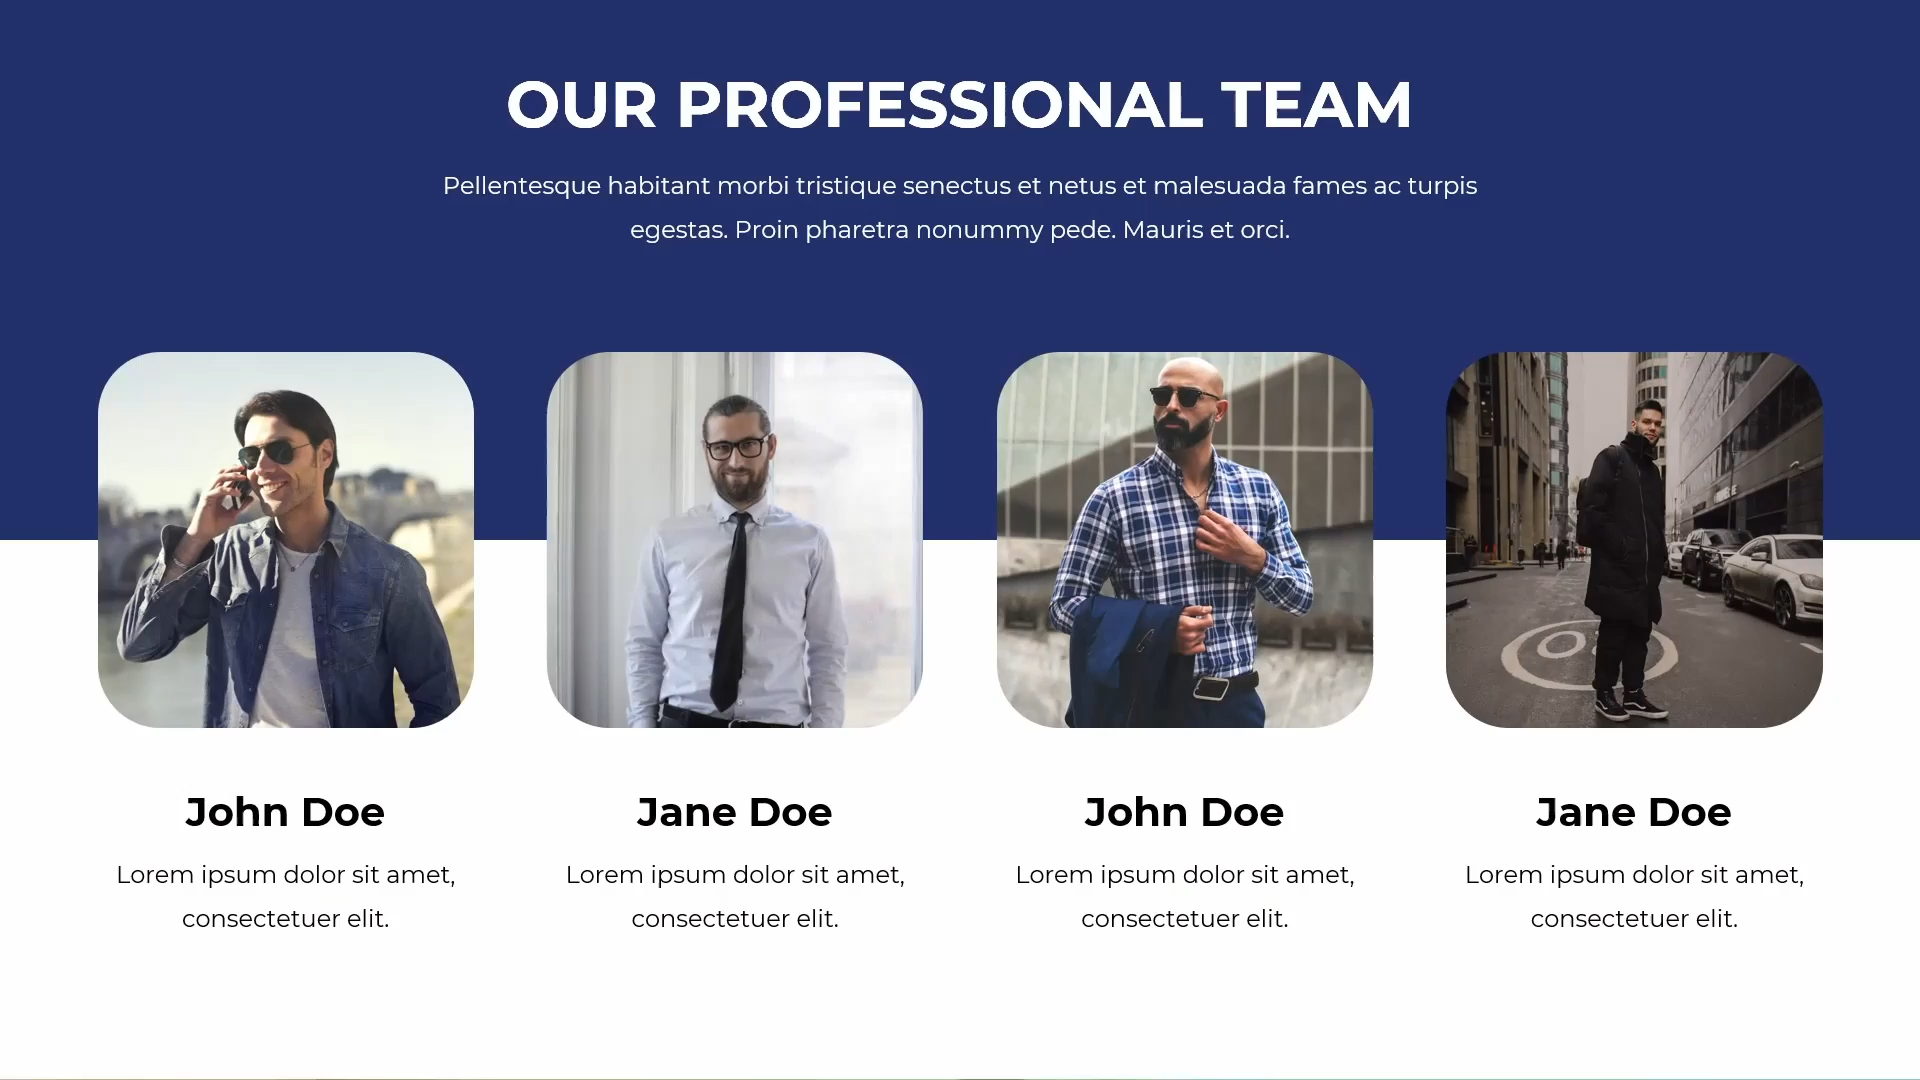 OUR PROFESSIONAL TEAM
Pellentesque habitant morbi tristique senectus et netus et malesuada fames ac turpis
egestas. Proin pharetra nonummy pede. Mauris et orci.
John Doe
Lorem ipsum dolor sit amet,
consectetuer elit.
Jane Doe
Lorem ipsum dolor sit amet,
consectetuer elit.
John Doe
Lorem ipsum dolor sit amet,
consectetuer elit.
Jane Doe
Lorem ipsum dolor sit amet,
consectetuer elit.